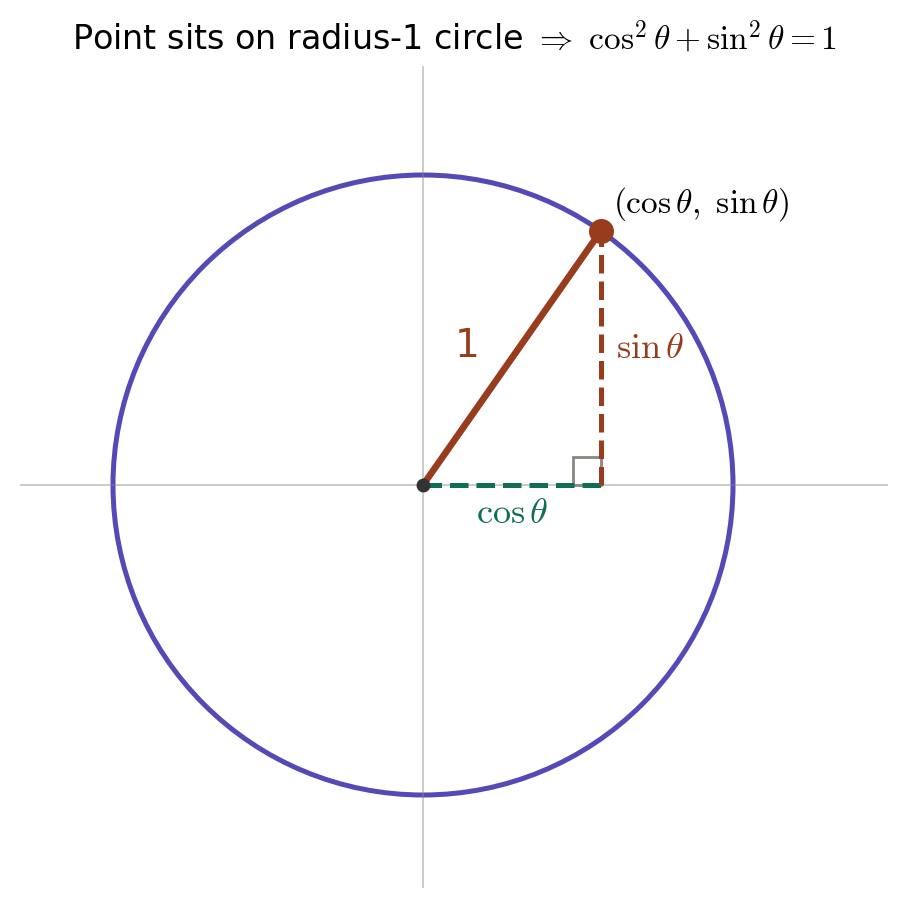 Point sits on radius-1 circle ⇒ cos² θ + sin² θ = 1
(cos θ, sin θ)
1
sin θ
cos θ